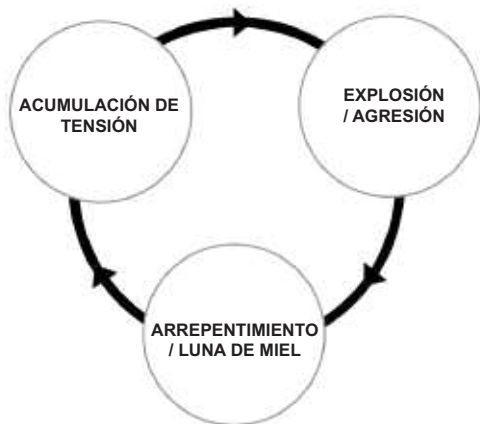 ACUMULACIÓN DE
TENSIÓN
EXPLOSIÓN
/ AGRESIÓN
ARREPENTIMIENTO
/ LUNA DE MIEL